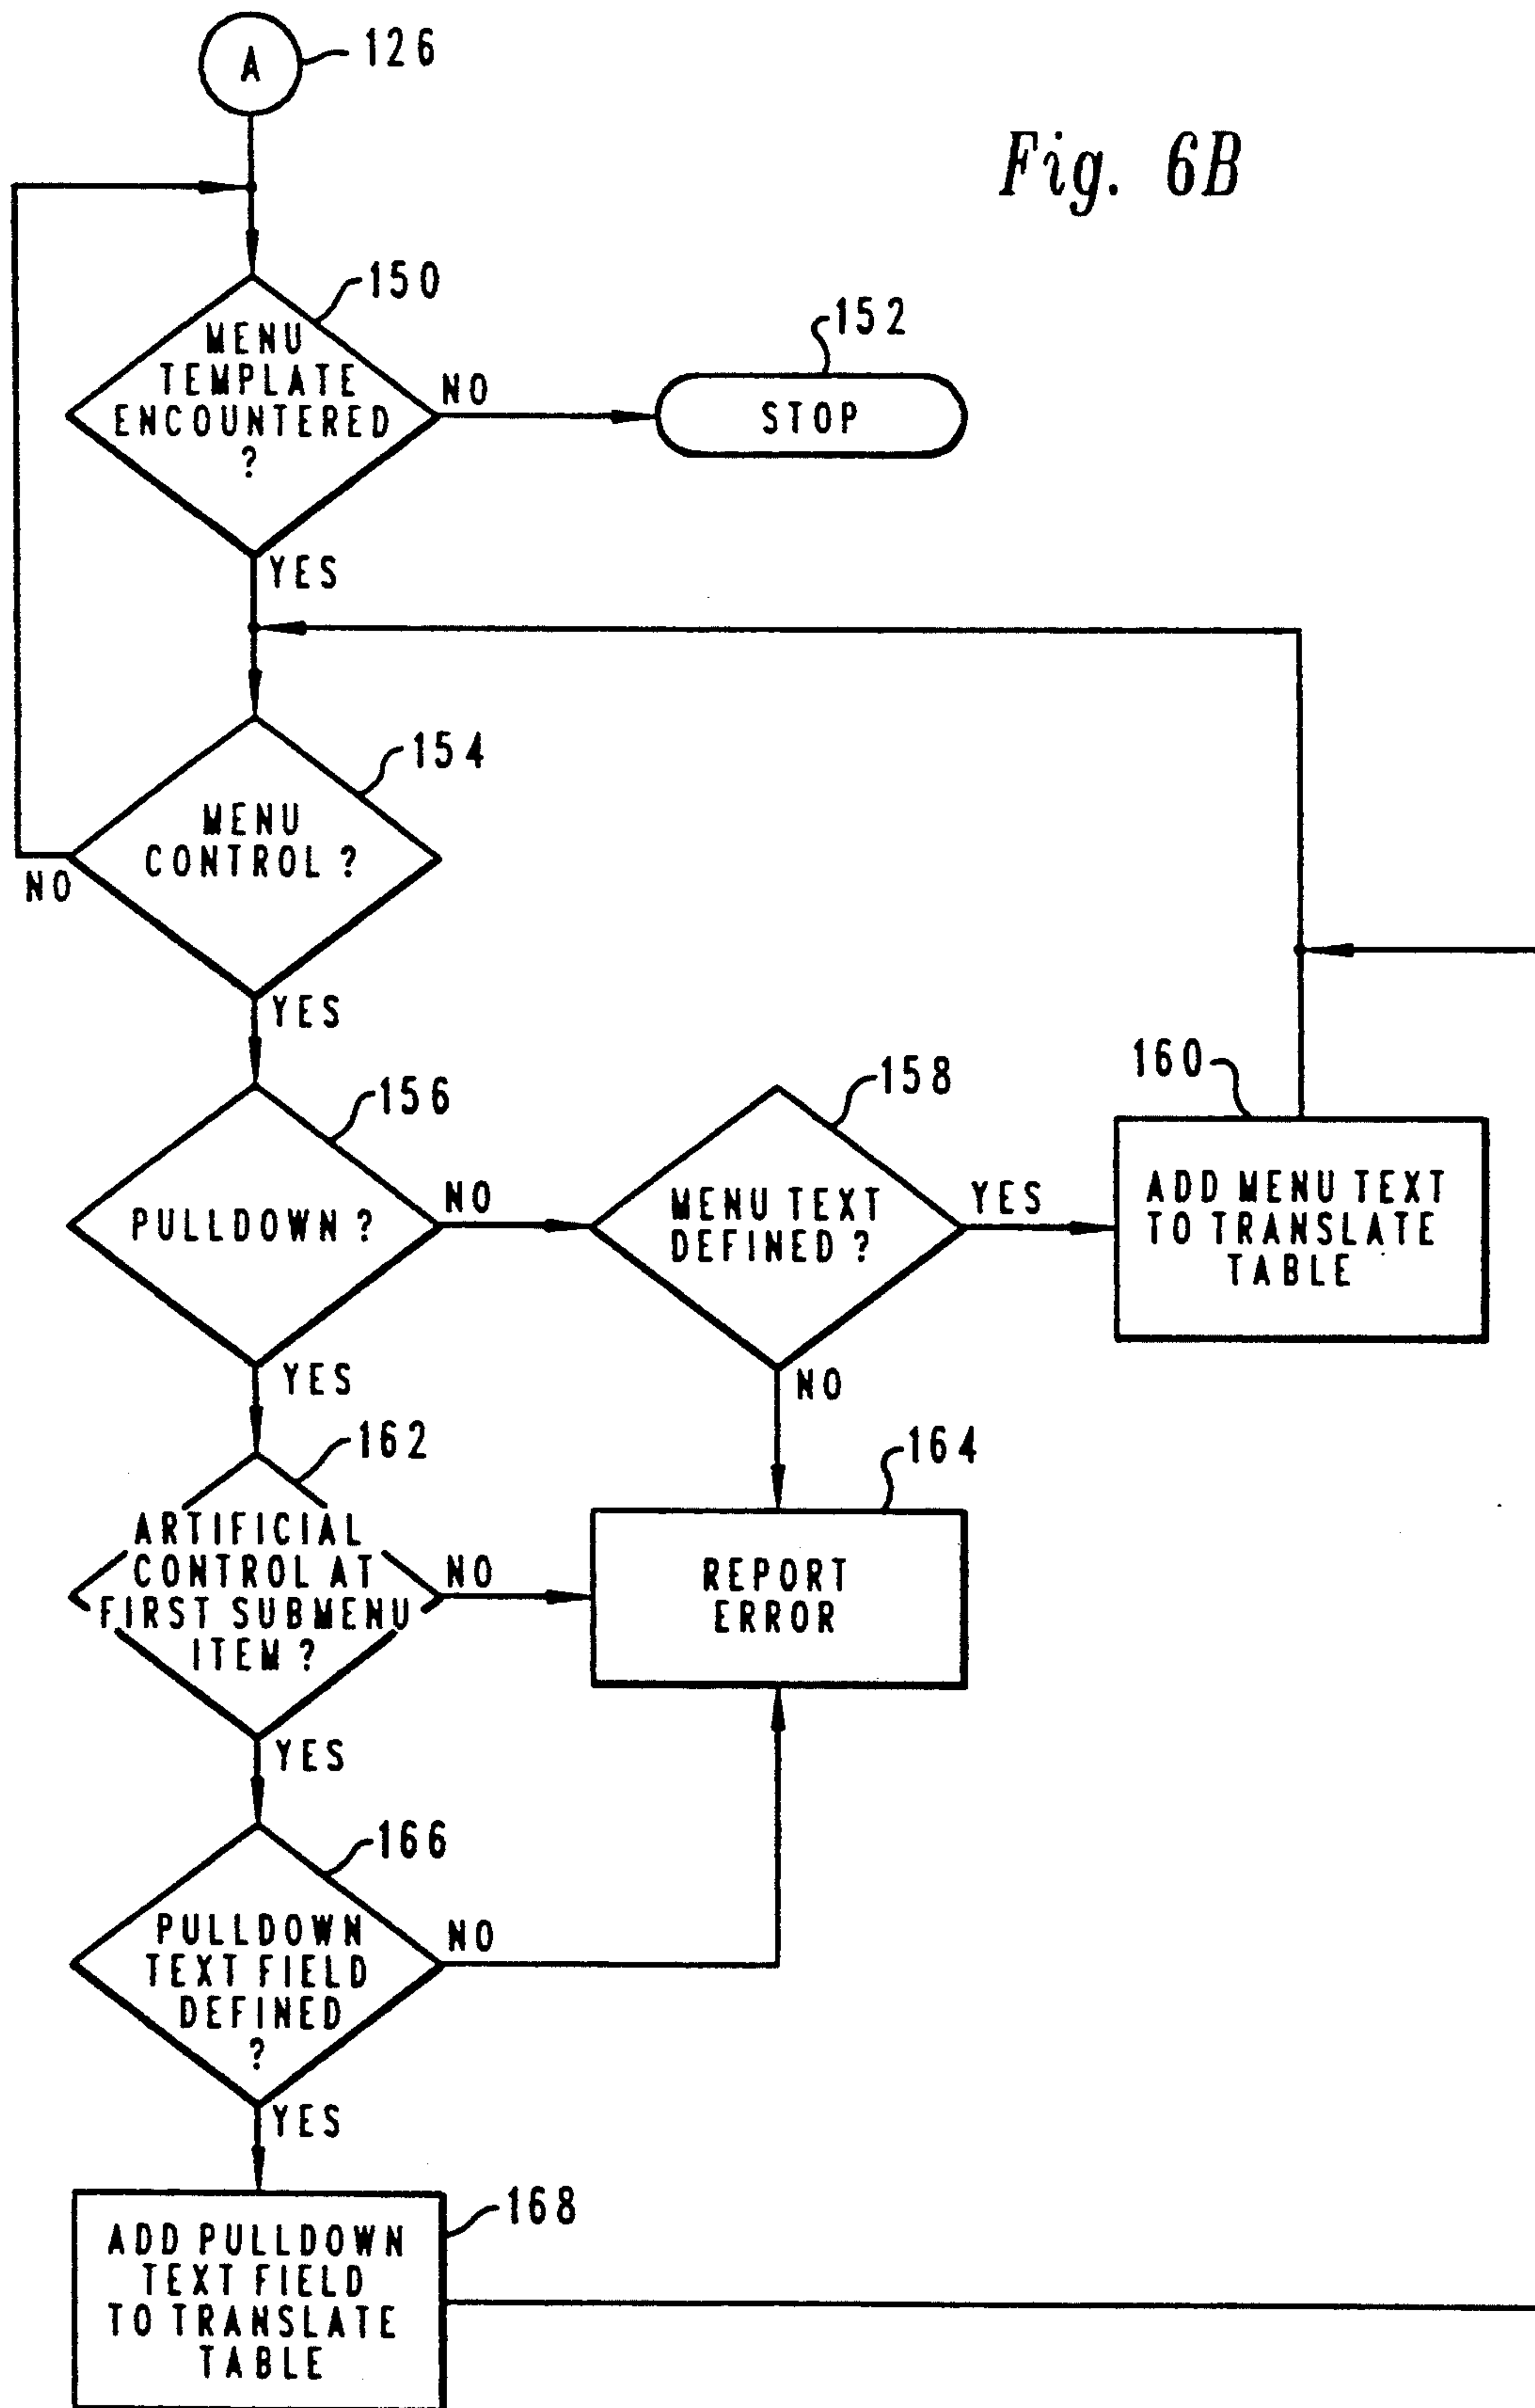 A
126
Fig. 6B
150
MENU
TEMPLATE
ENCOUNTERED
?
NO
152
STOP
YES
154
MENU
CONTROL ?
NO
YES
156
PULLDOWN ?
NO
158
MENU TEXT
DEFINED ?
YES
160
ADD MENU TEXT
TO TRANSLATE
TABLE
YES
NO
162
ARTIFICIAL
CONTROL AT
FIRST SUBMENU
ITEM ?
NO
164
REPORT
ERROR
YES
166
PULLDOWN
TEXT FIELD
DEFINED
?
NO
YES
168
ADD PULLDOWN
TEXT FIELD
TO TRANSLATE
TABLE